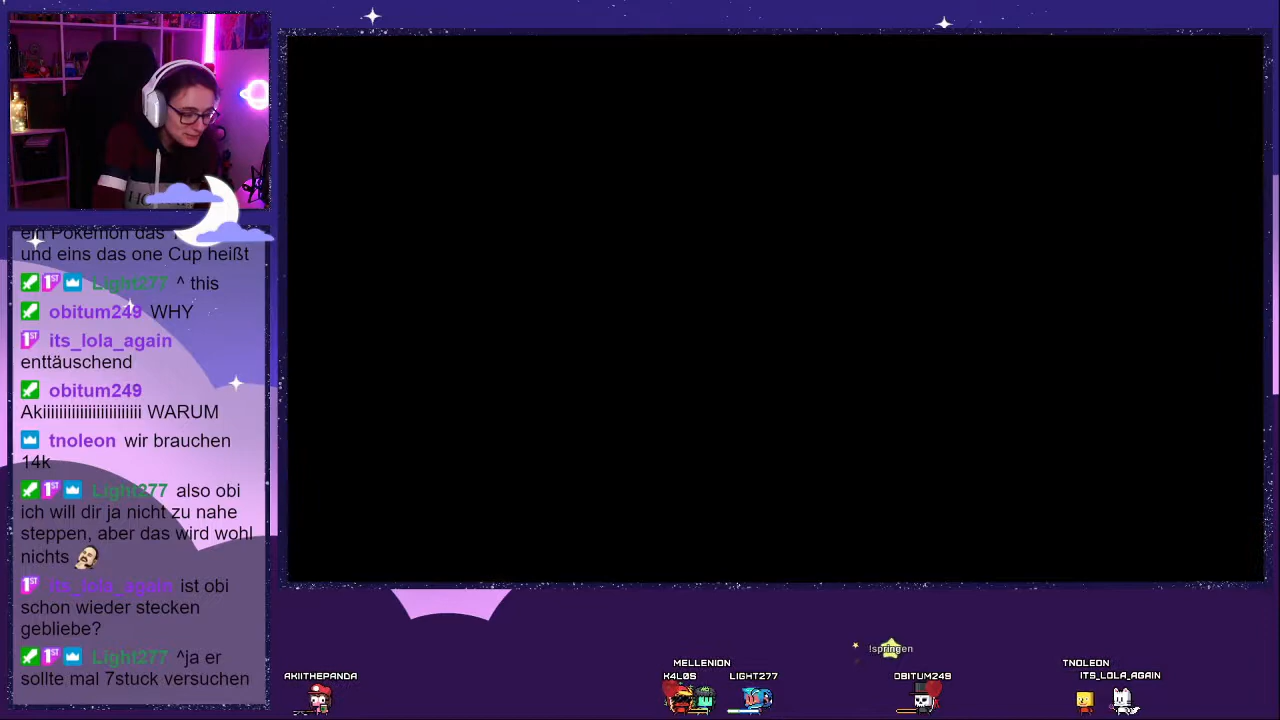 ein Pokemon das
und eins das one Cup heißt
Light277 ^ this
obitum249 WHY
its_lola_again
enttäuschend
obitum249
Akiiiiiiiiiiiiiiiiiiiiiiii WARUM
tnoleon wir brauchen
14k
Light277 also obi
ich will dir ja nicht zu nahe
steppen, aber das wird wohl
nichts
its_lola_again ist obi
schon wieder stecken
gebliebe?
Light277 ^ja er
sollte mal 7stuck versuchen
!springen
MELLENION
TNOLEON
AKIITHEPANDA
K4L0S
LIGHT277
OBITUM249
ITS_LOLA_AGAIN